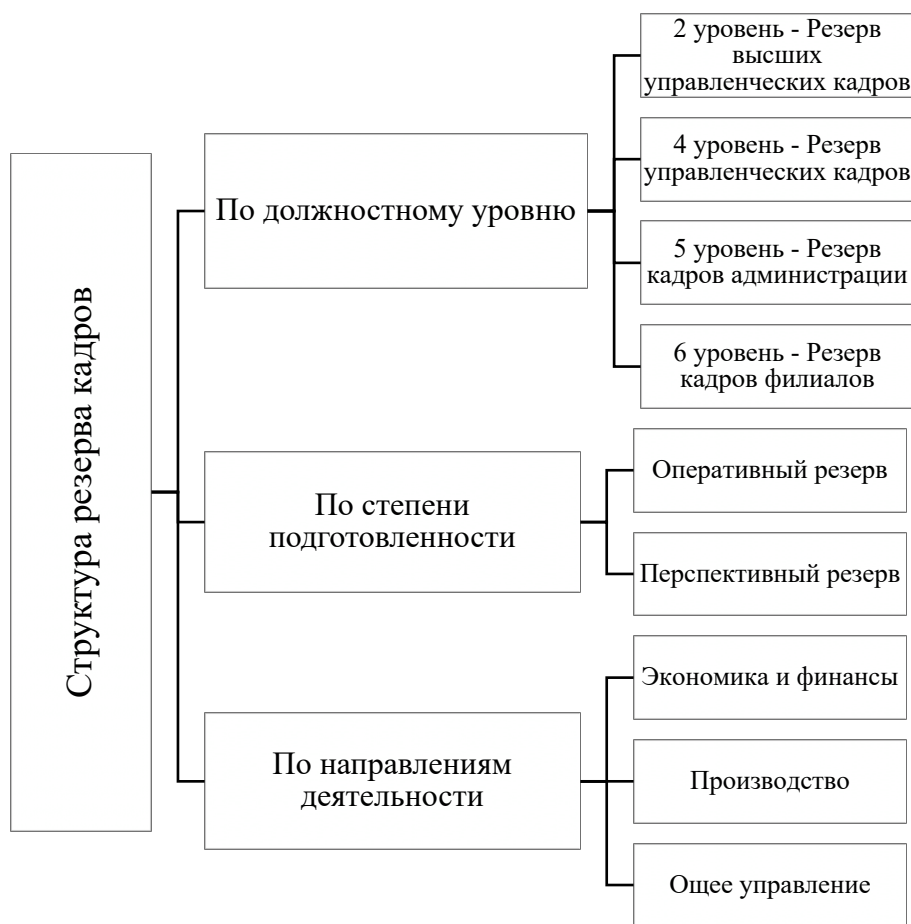 Структура резерва кадров
По должностному уровню
2 уровень - Резерв
высших
управленческих кадров
4 уровень - Резерв
управленческих кадров
5 уровень - Резерв
кадров администрации
6 уровень - Резерв
кадров филиалов
По степени
подготовленности
Оперативный резерв
Перспективный резерв
По направлениям
деятельности
Экономика и финансы
Производство
Ощее управление